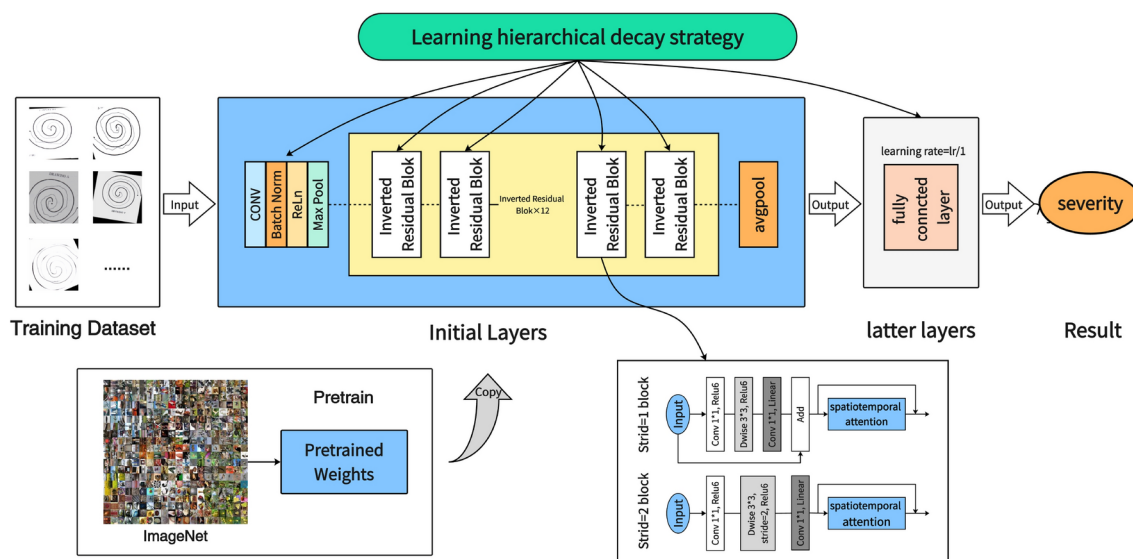 Learning hierarchical decay strategy
Input
CONV
Batch Norm
ReLn
Max Pool
Inverted
Residual Blok
Inverted
Residual Blok
Inverted Residual
Blok×12
Inverted
Residual Blok
Inverted
Residual Blok
avgpool
Output
learning rate=lr/1
fully
conncted
layer
Output
severity
......
Training Dataset
Initial Layers
latter layers
Result
Pretrain
Pretrained
Weights
ImageNet
Copy
Strid=1 block
Input
Conv 1*1, Relu6
Dwise 3*3, Relu6
Conv 1*1, Linear
Add
spatiotemporal
attention
Strid=2 block
Input
Conv 1*1, Relu6
Dwise 3*3,
stride=2, Relu6
Conv 1*1, Linear
spatiotemporal
attention